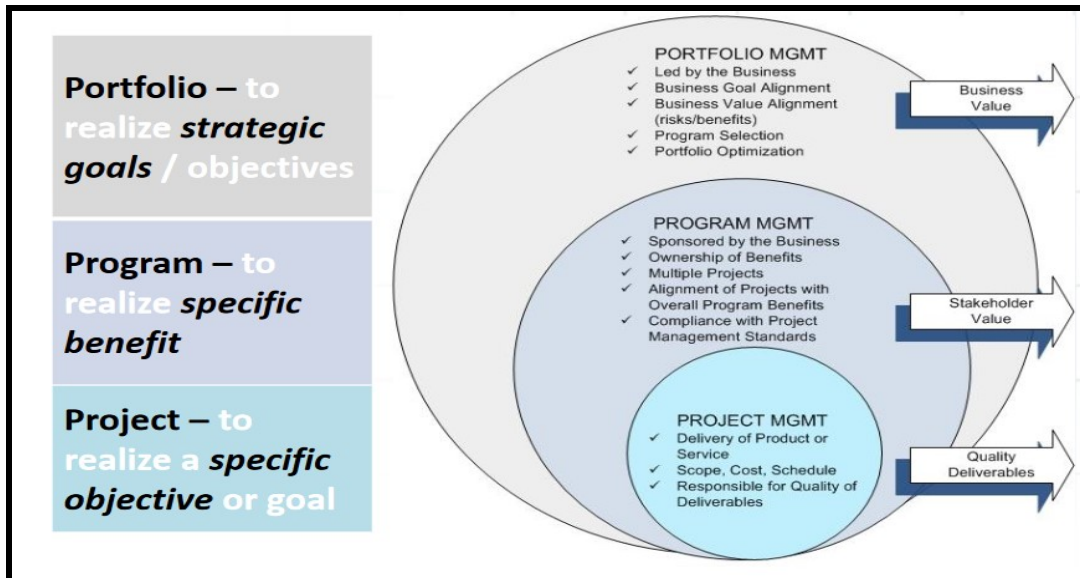 Portfolio – to
realize strategic
goals / objectives
Program – to
realize specific
benefit
Project – to
realize a specific
objective or goal
PORTFOLIO MGMT
✓ Led by the Business
✓ Business Goal Alignment
✓ Business Value Alignment
(risks/benefits)
✓ Program Selection
✓ Portfolio Optimization
Business
Value
PROGRAM MGMT
✓ Sponsored by the Business
✓ Ownership of Benefits
✓ Multiple Projects
✓ Alignment of Projects with
Overall Program Benefits
✓ Compliance with Project
Management Standards
Stakeholder
Value
PROJECT MGMT
✓ Delivery of Product or
Service
✓ Scope, Cost, Schedule
✓ Responsible for Quality of
Deliverables
Quality
Deliverables